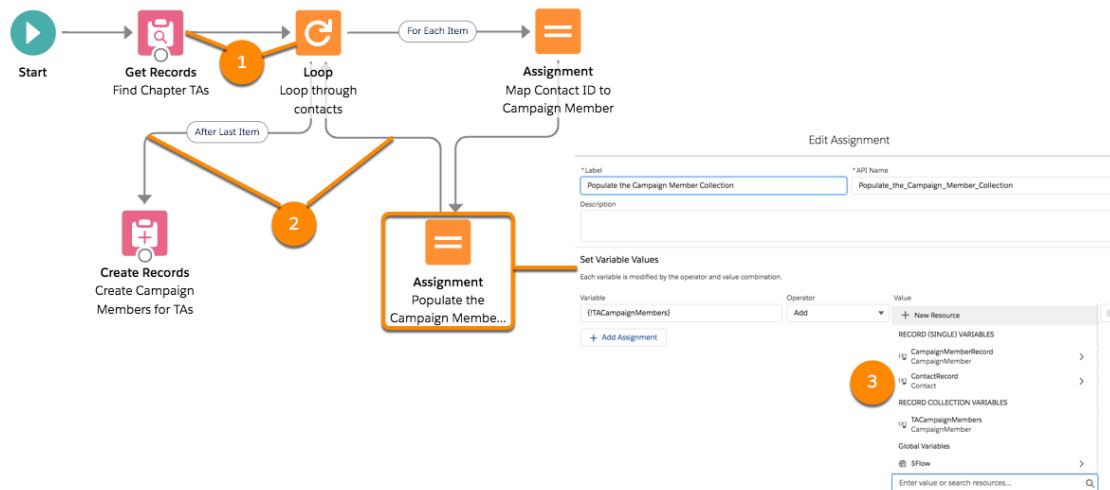 Start
Get Records
Find Chapter TAs
1
Loop
Loop through
contacts
For Each Item
Assignment
Map Contact ID to
Campaign Member
After Last Item
2
Create Records
Create Campaign
Members for TAs
Assignment
Populate the
Campaign Membe...
Edit Assignment
*Label
*API Name
Populate the Campaign Member Collection
Populate_the_Campaign_Member_Collection
Description
Set Variable Values
Each variable is modified by the operator and value combination.
Variable
Operator
Value
{!TACampaignMembers}
Add
+ New Resource
+ Add Assignment
RECORD (SINGLE) VARIABLES
CampaignMemberRecord
CampaignMember
3
ContactRecord
Contact
RECORD COLLECTION VARIABLES
TACampaignMembers
CampaignMember
Global Variables
$Flow
Enter value or search resources...